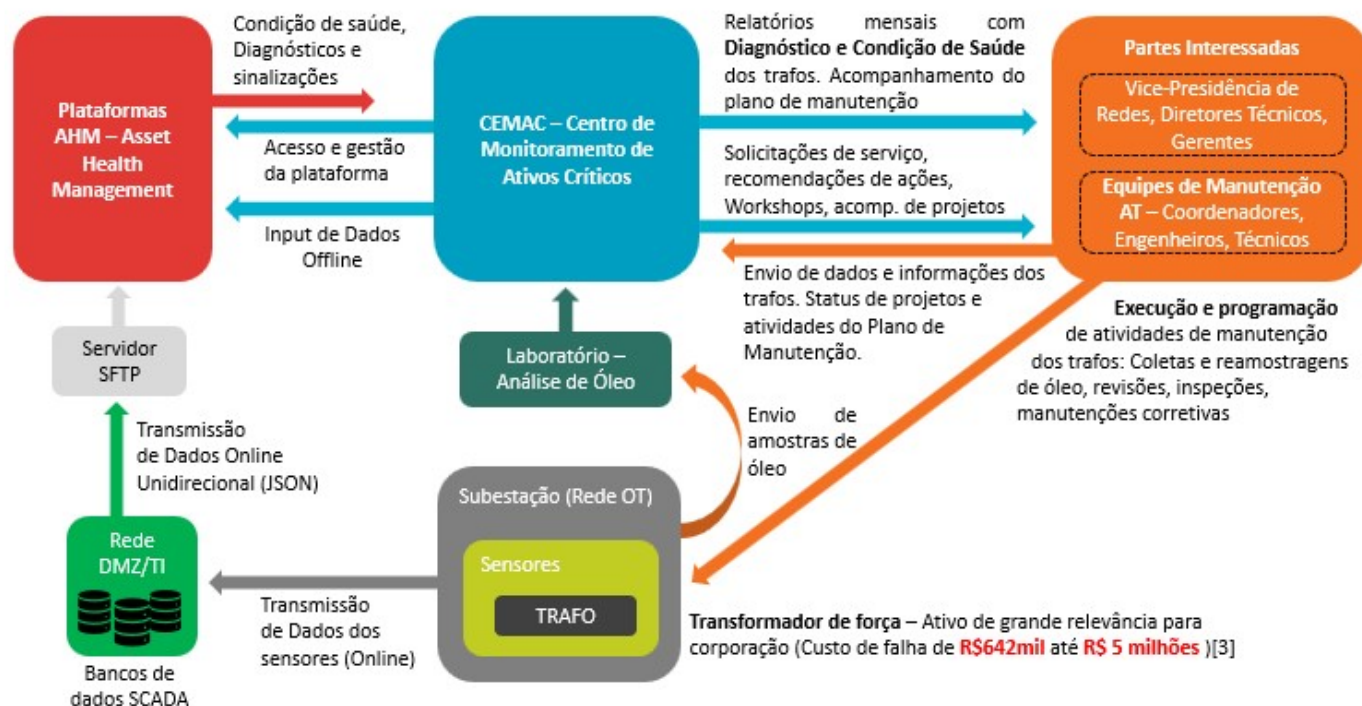 Condição de saúde,
Diagnósticos e
sinalizações
Plataformas
AHM – Asset
Health
Management
Acesso e gestão
da plataforma
Input de Dados
Offline
CEMAC – Centro de
Monitoramento de
Ativos Críticos
Relatórios mensais com
Diagnóstico e Condição de Saúde
dos trafos. Acompanhamento do
plano de manutenção
Solicitações de serviço,
recomendações de ações,
Workshops, acomp. de projetos
Envio de dados e informações dos
trafos. Status de projetos e
atividades do Plano de
Manutenção.
Partes Interessadas
Vice-Presidência de
Redes, Diretores Técnicos,
Gerentes
Equipes de Manutenção
AT – Coordenadores,
Engenheiros, Técnicos
Execução e programação
de atividades de manutenção
dos trafos: Coletas e reamostragens
de óleo, revisões, inspeções,
manutenções corretivas
Servidor
SFTP
Laboratório –
Análise de Óleo
Envio de
amostras de
óleo
Transmissão
de Dados Online
Unidirecional (JSON)
Subestação (Rede OT)
Sensores
TRAFO
Rede
DMZ/TI
Transmissão
de Dados dos
sensores (Online)
Bancos de
dados SCADA
Transformador de força – Ativo de grande relevância para
corporação (Custo de falha de R$642mil até R$ 5 milhões )[3]